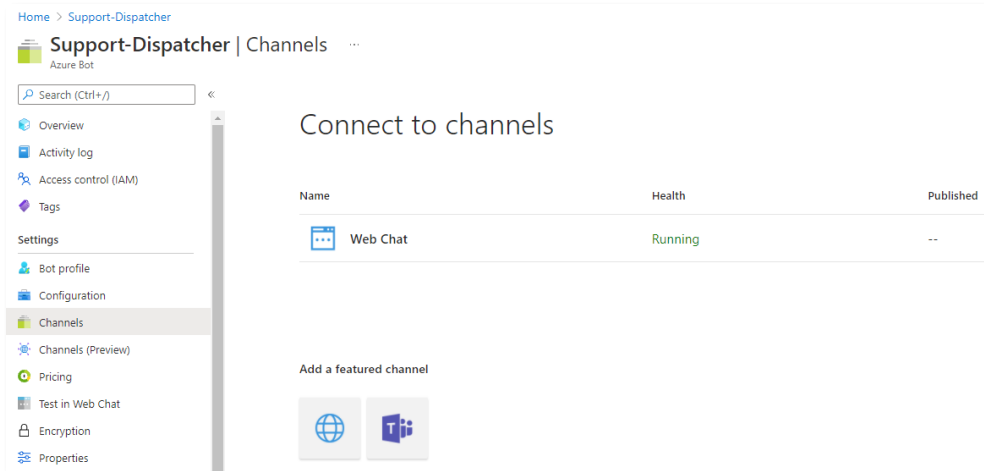 Home > Support-Dispatcher
Support-Dispatcher | Channels ...
Azure Bot
Search (Ctrl+/) «
Overview
Activity log
Access control (IAM)
Tags
Settings
Bot profile
Configuration
Channels
Channels (Preview)
Pricing
Test in Web Chat
Encryption
Properties
Connect to channels
Name Health Published
Web Chat Running --
Add a featured channel